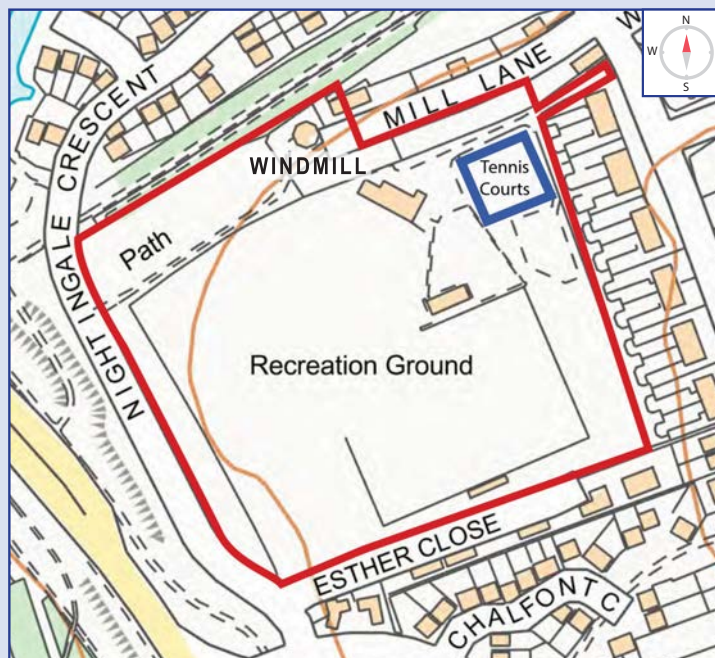 N
W
S
NIGHTINGALE CRESCENT
MILL LANE
WINDMILL
Tennis
Courts
Path
Recreation Ground
ESTHER CLOSE
CHALFONT C